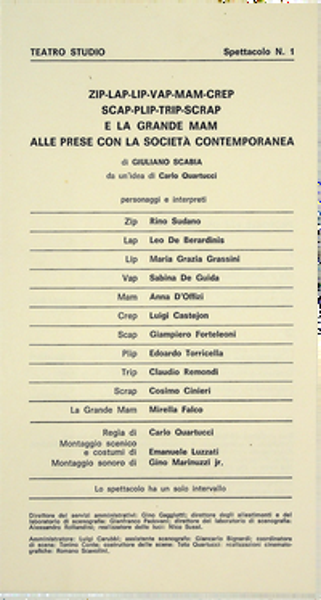 TEATRO STUDIO Spettacolo N. 1
ZIP-LAP-LIP-VAP-MAM-CREP
SCAP-PLIP-TRIP-SCRAP
E LA GRANDE MAM
ALLE PRESE CON LA SOCIETÀ CONTEMPORANEA
di GIULIANO SCABIA
da un'idea di Carlo Quartucci
personaggi e interpreti
Zip Rino Sudano
Lap Leo De Berardinis
Lip Maria Grazia Grassini
Vap Sabina De Guida
Mam Anna D'Offizi
Crep Luigi Castejon
Scap Giampiero Forteleoni
Plip Edoardo Torricella
Trip Claudio Remondi
Scrap Cosimo Cinieri
La Grande Mam Mirella Falco
Regia di Carlo Quartucci
Montaggio scenico
e costumi di Emanuele Luzzati
Montaggio sonoro di Gino Marinuzzi jr.
Lo spettacolo ha un solo intervallo
Direttore dei servizi amministrativi: Gino direttore degli allestimenti e del
laboratorio di scenografia: Gianfranco Padovani; direttore del laboratorio di scenografia:
Alessandro realizzatore delle luci: Nico
Amministratore: Luigi Carubbi; assistente scenografo: Giancarlo Bignardi; coordinatore
di scena: Tonino Conte; costruttore delle scene: Toto Quartucci; realizzazioni cinemato-
grafiche: Romano Scavolini.